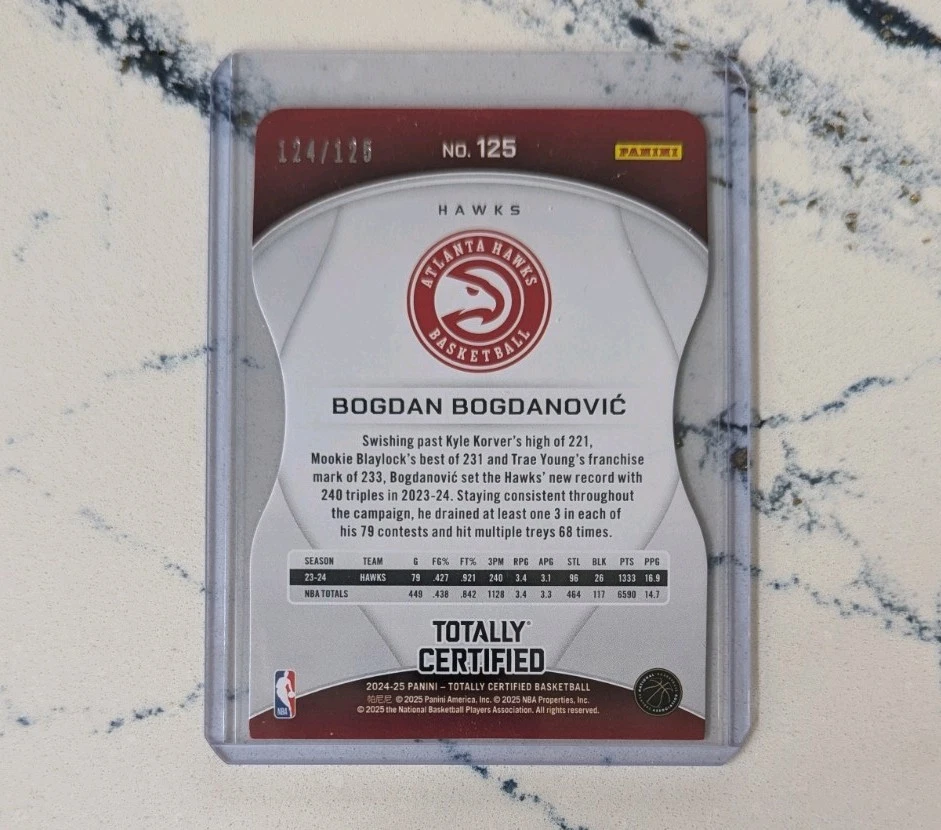 124/125
NO. 125
PANINI
HAWKS
ATLANTA HAWKS
BASKETBALL
BOGDAN BOGDANOVIĆ
Swishing past Kyle Korver's high of 221,
Mookie Blaylock's best of 231 and Trae Young's franchise
mark of 233, Bogdanović set the Hawks' new record with
240 triples in 2023-24. Staying consistent throughout
the campaign, he drained at least one 3 in each of
his 79 contests and hit multiple treys 68 times.
SEASON TEAM G FG% FT% 3PM RPG APG STL BLK PTS PPG
23-24 HAWKS 79 .427 .921 240 3.4 3.1 96 26 1333 16.9
NBA TOTALS 449 .438 .842 1128 3.4 3.3 464 117 6590 14.7
TOTALLY
CERTIFIED
2024-25 PANINI – TOTALLY CERTIFIED BASKETBALL
帕尼尼 © 2025 Panini America, Inc. © 2025 NBA Properties, Inc.
© 2025 the National Basketball Players Association. All rights reserved.
NBA